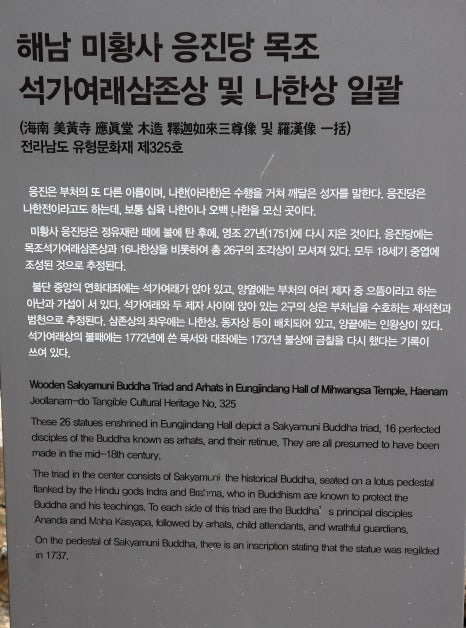 해남 미황사 응진당 목조
석가여래삼존상 및 나한상 일괄
(海南 美黃寺 應眞堂 木造 釋迦如來三尊像 및 羅漢像 一括)
전라남도 유형문화재 제325호
응진은 부처의 또 다른 이름이며, 나한(아라한)은 수행을 거쳐 깨달은 성자를 말한다. 응진당은
나한전이라고도 하는데, 보통 십육 나한이나 오백 나한을 모신 곳이다.
미황사 응진당은 정유재란 때에 불에 탄 후에, 영조 27년(1751)에 다시 지은 것이다. 응진당에는
목조석가여래삼존상과 16나한상을 비롯하여 총 26구의 조각상이 모셔져 있다. 모두 18세기 중엽에
조성된 것으로 추정된다.
불단 중앙의 연화대좌에는 석가여래가 앉아 있고, 양옆에는 부처의 여러 제자 중 으뜸이라고 하는
아난과 가섭이 서 있다. 석가여래와 두 제자 사이에 앉아 있는 2구의 상은 부처님을 수호하는 제석천과
범천으로 추정된다. 삼존상의 좌우에는 나한상, 동자상 등이 배치되어 있고, 양끝에는 인왕상이 있다.
석가여래상의 불패에는 1772년에 쓴 묵서와 대좌에는 1737년 불상에 금칠을 다시 했다는 기록이
쓰여 있다.
Wooden Sakyamuni Buddha Triad and Arhats in Eungjindang Hall of Mihwangsa Temple, Haenam
Jeollanam-do Tangible Cultural Heritage No. 325
These 26 statues enshrined in Eungjindang Hall depict a Sakyamuni Buddha triad, 16 perfected
disciples of the Buddha known as arhats, and their retinue. They are all presumed to have been
made in the mid-18th century.
The triad in the center consists of Sakyamuni the historical Buddha, seated on a lotus pedestal
flanked by the Hindu gods Indra and Brahma, who in Buddhism are known to protect the
Buddha and his teachings. To each side of this triad are the Buddha's principal disciples
Ananda and Maha Kasyapa, followed by arhats, child attendants, and wrathful guardians.
On the pedestal of Sakyamuni Buddha, there is an inscription stating that the statue was regilded
in 1737.